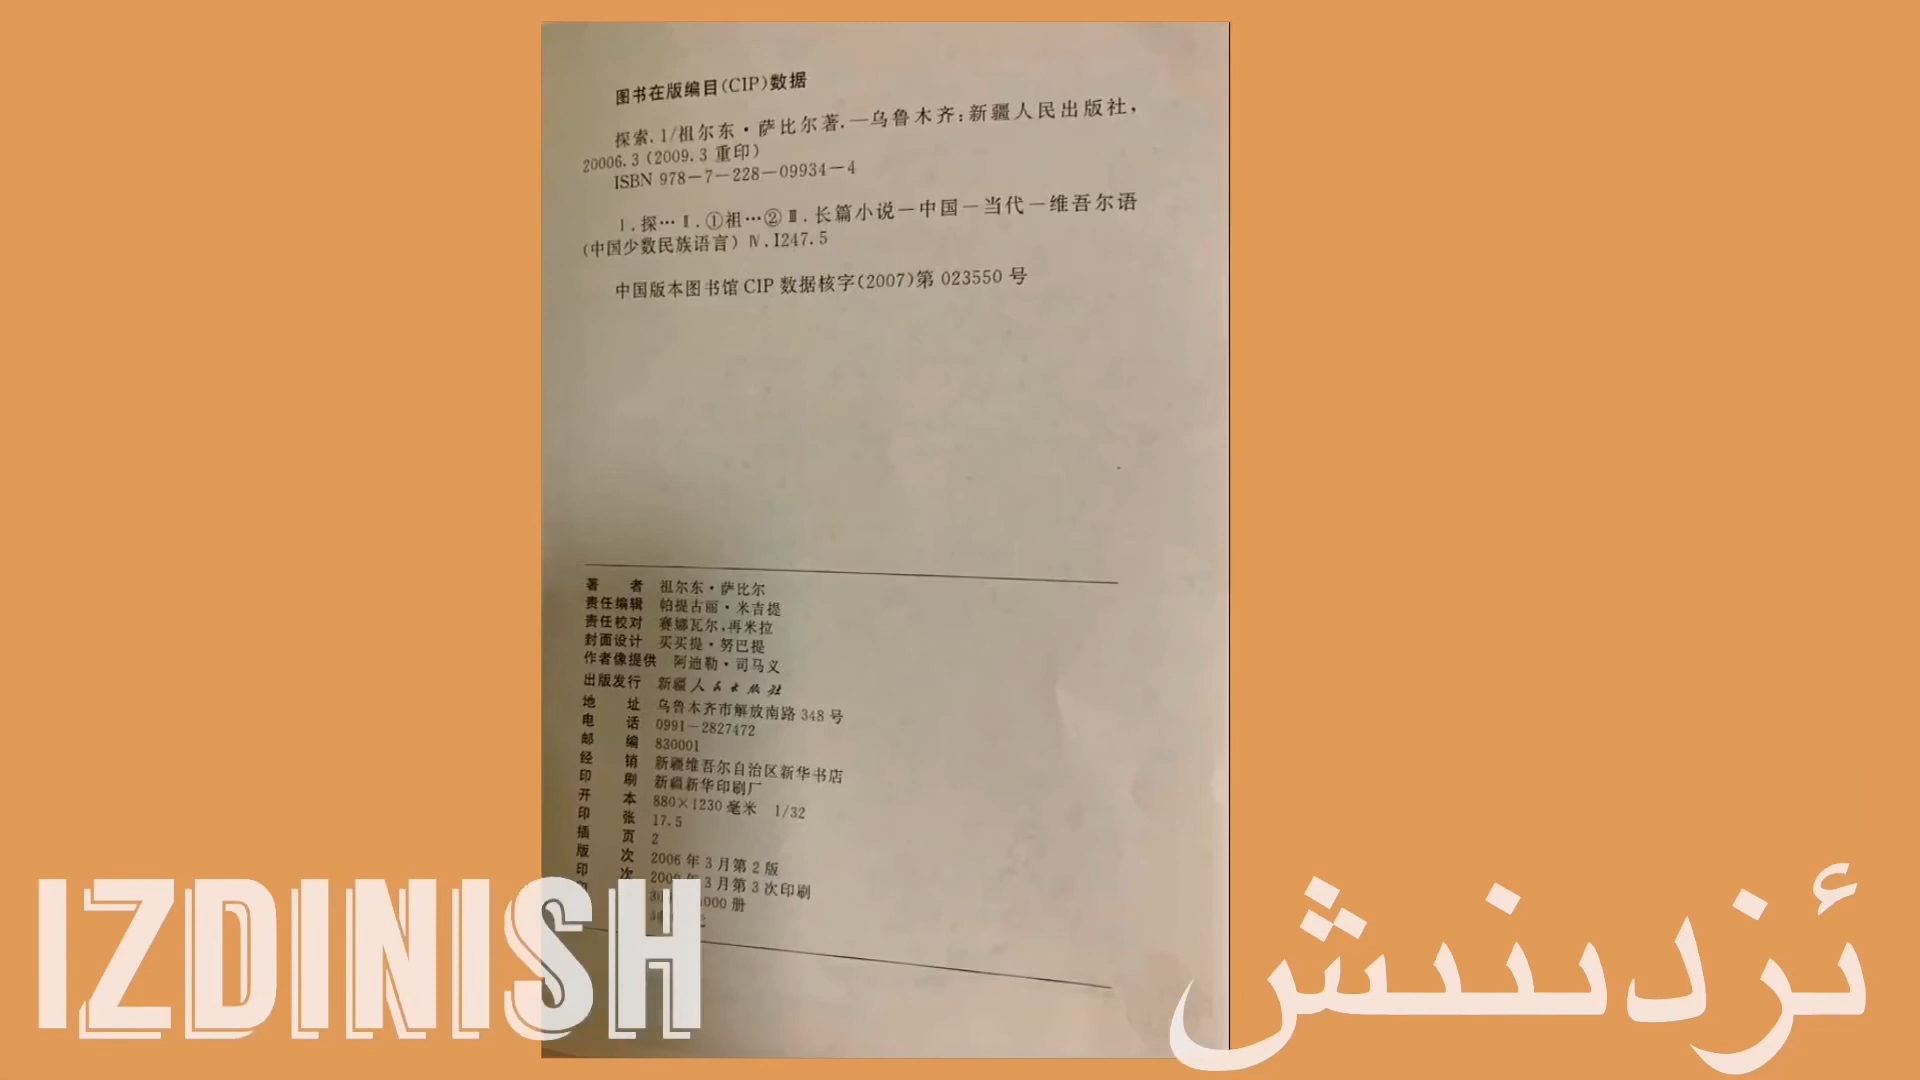 图书在版编目(CIP)数据
探索.1/祖尔东·萨比尔著.—乌鲁木齐:新疆人民出版社,
20006.3(2009.3 重印)
ISBN 978-7-228-09934-4
Ⅰ.探… Ⅱ.①祖…② Ⅲ.长篇小说-中国-当代-维吾尔语
(中国少数民族语言) Ⅳ.I247.5
中国版本图书馆 CIP 数据核字(2007)第 023550 号
著 者 祖尔东·萨比尔
责任编辑 帕提古丽·米吉提
责任校对 赛娜瓦尔,再米拉
封面设计 买买提·努巴提
作者像提供 阿迪勒·司马义
出版发行 新疆人民出版社
地 址 乌鲁木齐市解放南路 348 号
电 话 0991-2827472
邮 编 830001
经 销 新疆维吾尔自治区新华书店
印 刷 新疆新华印刷厂
开 本 880×1230 毫米 1/32
印 张 17.5
插 页 2
版 次 2006 年 3 月第 2 版
印 次 年 3 月第 3 次印刷
000 册
IZDINISH
ئىزدىنىش